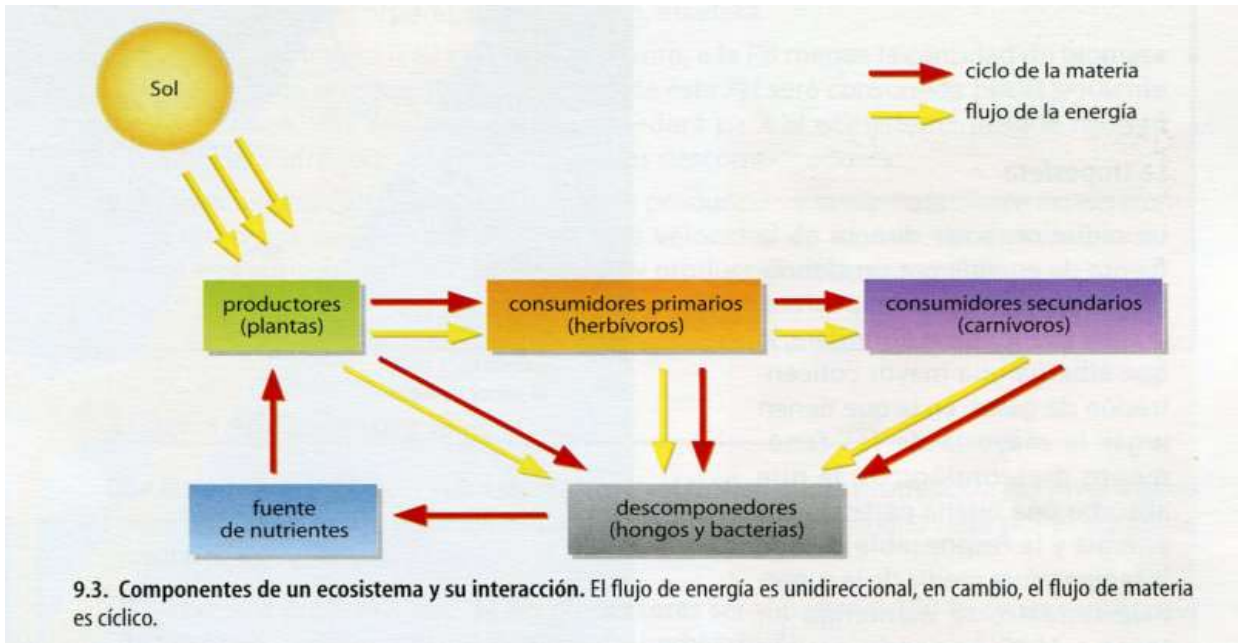 Sol
ciclo de la materia
flujo de la energía
productores
(plantas)
consumidores primarios
(herbívoros)
consumidores secundarios
(carnívoros)
fuente
de nutrientes
descomponedores
(hongos y bacterias)
9.3. Componentes de un ecosistema y su interacción. El flujo de energía es unidireccional, en cambio, el flujo de materia
es cíclico.